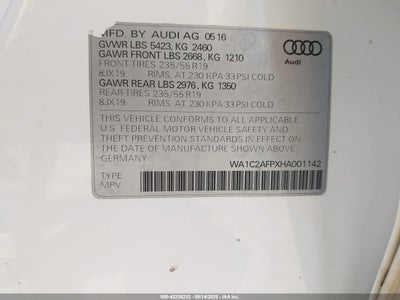 MFD. BY AUDI AG 05 16
GVWR LBS 5423, KG 2460
GAWR FRONT LBS 2668, KG 1210
FRONT-TIRES 235/55 R19
8JX19 RIMS, AT 230 KPA 33 PSI COLD
GAWR REAR LBS 2976, KG 1350
REAR-TIRES 235/55 R19
8JX19 RIMS, AT 230 KPA 33 PSI COLD
Audi
THIS VEHICLE CONFORMS TO ALL APPLICABLE
U.S. FEDERAL MOTOR VEHICLE SAFETY AND
THEFT PREVENTION STANDARDS IN EFFECT ON THE
DATE OF MANUFACTURE SHOWN ABOVE
GERMANY
WA1C2AFPXHA001142
TYPE:
MPV